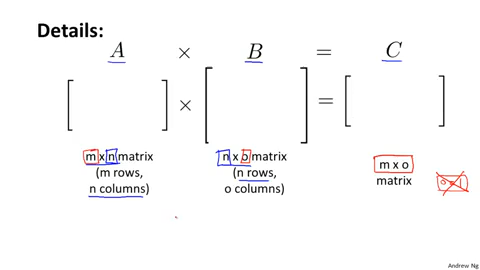 Details:
A × B = C
[ ] × [ ] = [ ]
m x n matrix
(m rows,
n columns)
n x o matrix
(n rows,
o columns)
m x o
matrix
Andrew Ng